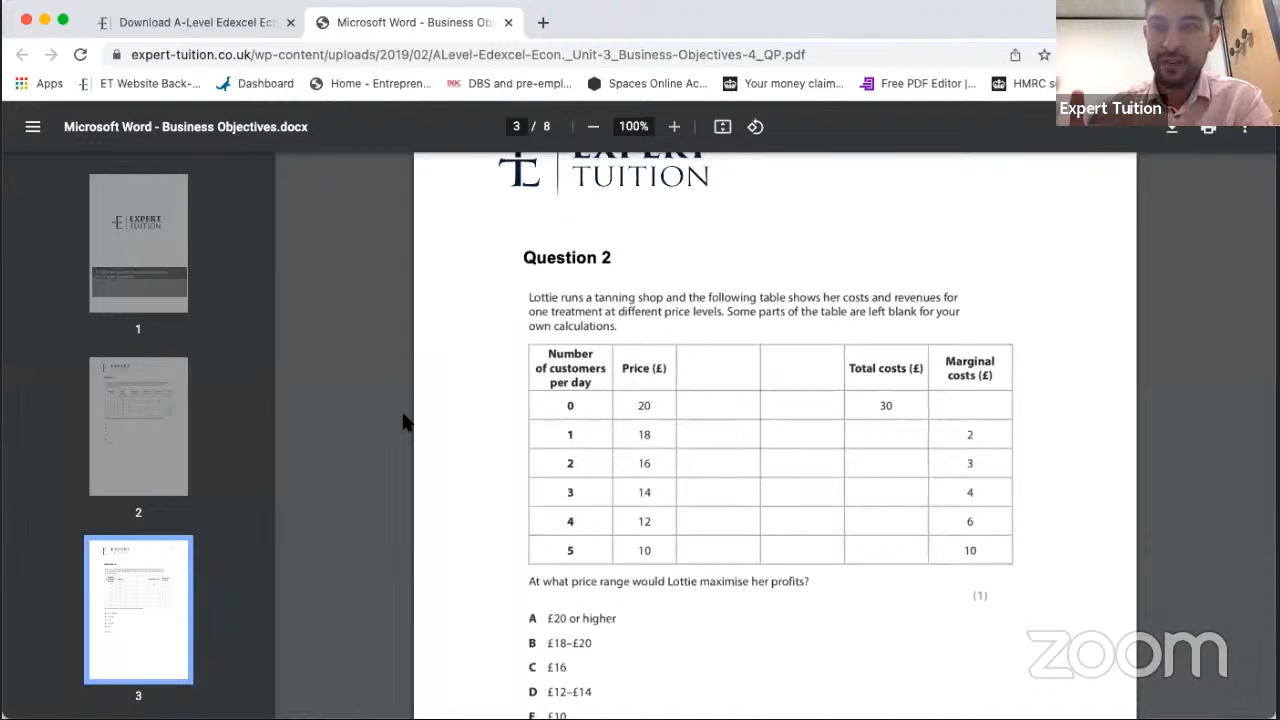 Download A-Level Edexcel Ec
Microsoft Word - Business Ob
expert-tuition.co.uk/wp-content/uploads/2019/02/ALevel-Edexcel-Econ._Unit-3_Business-Objectives-4_QP.pdf
Apps ET Website Back-... Dashboard Home - Entrepren... DBS and pre-empl... Spaces Online Ac... Your money claim... Free PDF Editor |... HMRC s
Expert Tuition
Microsoft Word - Business Objectives.docx 3 / 8 100%
EXPERT
TUITION
1
2
3
Question 2
Lottie runs a tanning shop and the following table shows her costs and revenues for
one treatment at different price levels. Some parts of the table are left blank for your
own calculations.
Number of customers per day Price (£) Total costs (£) Marginal costs (£)
0 20 30
1 18 2
2 16 3
3 14 4
4 12 6
5 10 10
At what price range would Lottie maximise her profits?
(1)
A £20 or higher
B £18–£20
C £16
D £12–£14
E £10
zoom